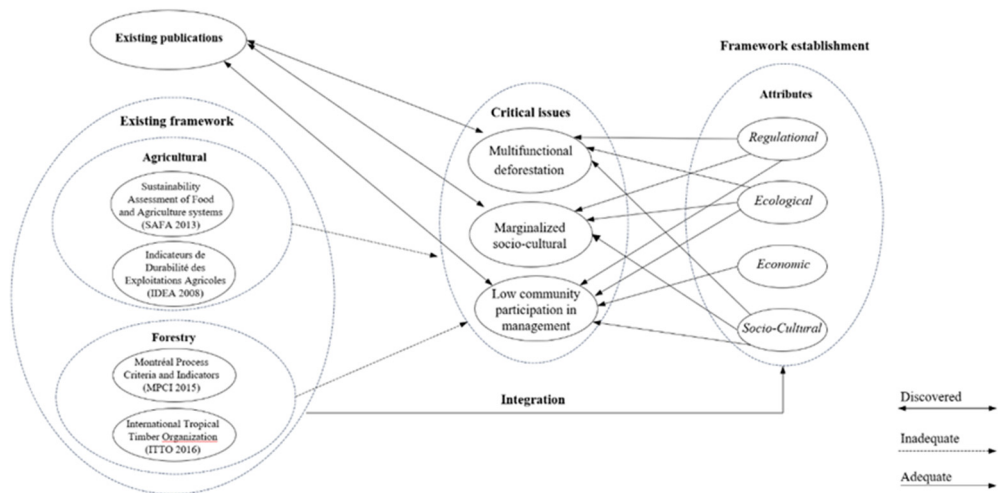 Existing publications
Existing framework
Agricultural
Sustainability
Assessment of Food
and Agriculture systems
(SAFA 2013)
Indicateurs de
Durabilité des
Exploitations Agricoles
(IDEA 2008)
Forestry
Montréal Process
Criteria and Indicators
(MPCI 2015)
International Tropical
Timber Organization
(ITTO 2016)
Critical issues
Multifunctional
deforestation
Marginalized
socio-cultural
Low community
participation in
management
Integration
Framework establishment
Attributes
Regulational
Ecological
Economic
Socio-Cultural
Discovered
Inadequate
Adequate